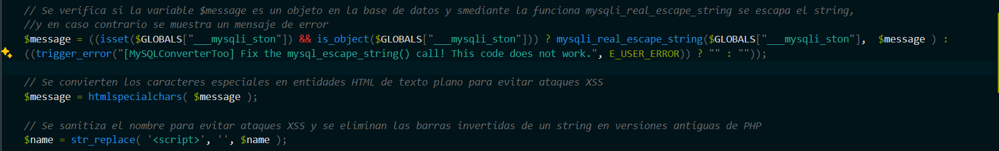 // Se verifica si la variable $message es un objeto en la base de datos y smediante la funciona mysqli_real_escape_string se escapa el string,
//y en caso contrario se muestra un mensaje de error
$message = ((isset($GLOBALS["___mysqli_ston"]) && is_object($GLOBALS["___mysqli_ston"])) ? mysqli_real_escape_string($GLOBALS["___mysqli_ston"],  $message ) :
((trigger_error("[MySQLConverterToo] Fix the mysql_escape_string() call! This code does not work.", E_USER_ERROR)) ? "" : ""));
// Se convierten los caracteres especiales en entidades HTML de texto plano para evitar ataques XSS
$message = htmlspecialchars( $message );
// Se sanitiza el nombre para evitar ataques XSS y se eliminan las barras invertidas de un string en versiones antiguas de PHP
$name = str_replace( '<script>', '', $name );